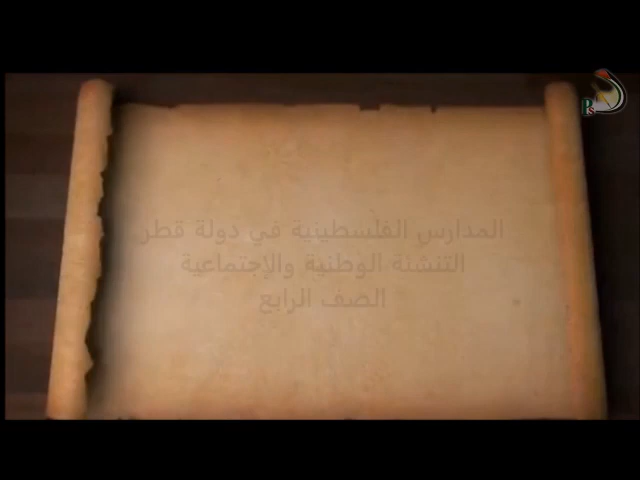 المدارس الفلسطينية في دولة قطر
التنشئة الوطنية والإجتماعية
الصف الرابع